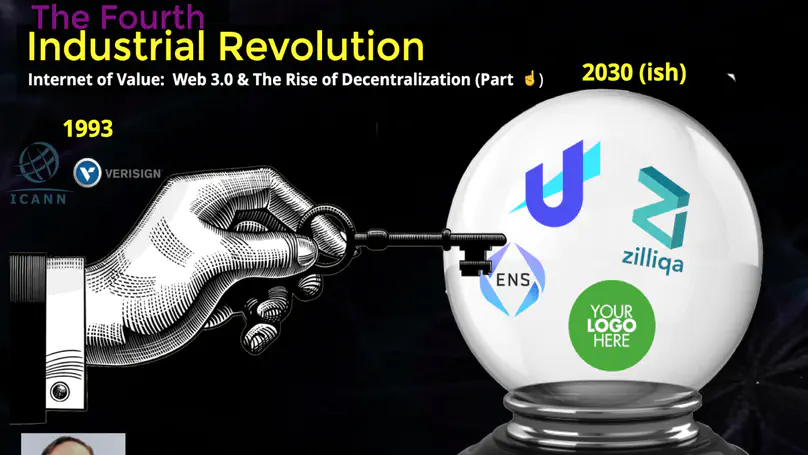 The Fourth
Industrial Revolution
Internet of Value: Web 3.0 & The Rise of Decentralization (Part ☝️)
2030 (ish)
1993
ICANN
VERISIGN
zilliqa
ENS
YOUR
LOGO
HERE